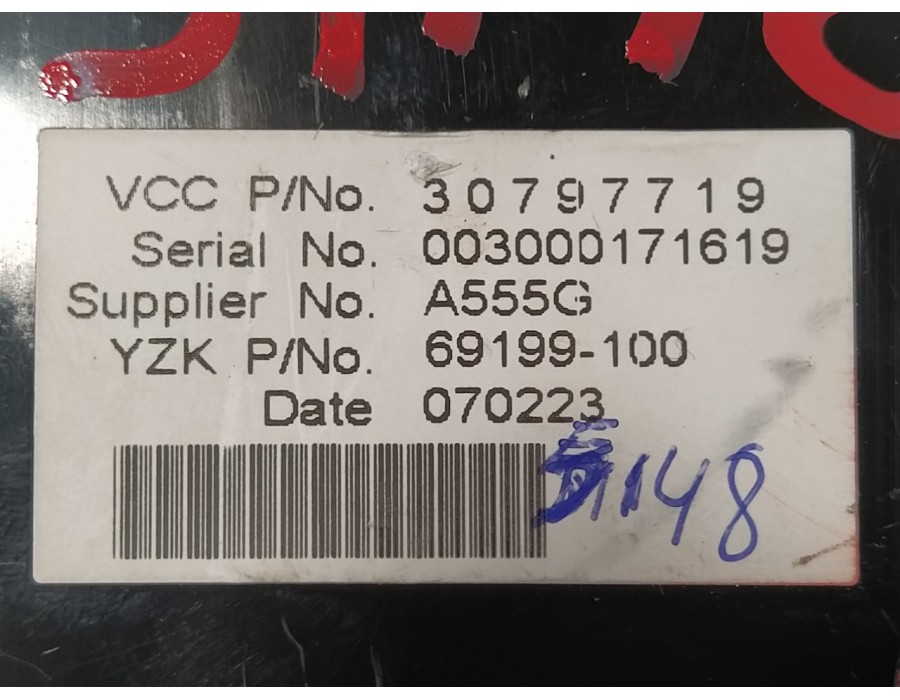 VCC P/No. 30797719
Serial No. 003000171619
Supplier No. A555G
YZK P/No. 69199-100
Date 070223